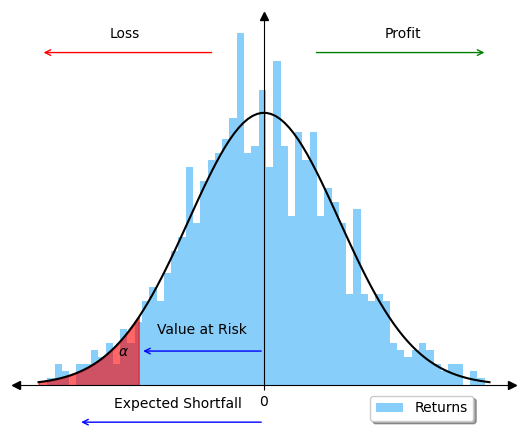 Loss
Profit
Value at Risk
α
0
Expected Shortfall
Returns